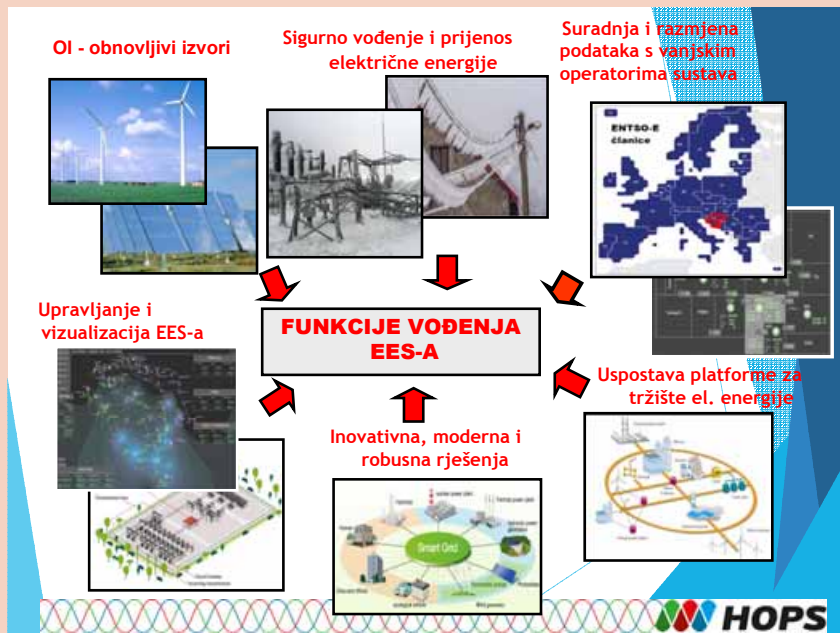 OI - obnovljivi izvori
Sigurno vođenje i prijenos
električne energije
Suradnja i razmjena
podataka s vanjskim
operatorima sustava
ENTSO-E
članice
Upravljanje i
vizualizacija EES-a
FUNKCIJE VOĐENJA
EES-A
Uspostava platforme za
tržište el. energije
Inovativna, moderna i
robusna rješenja
Smart Grid
HOPS